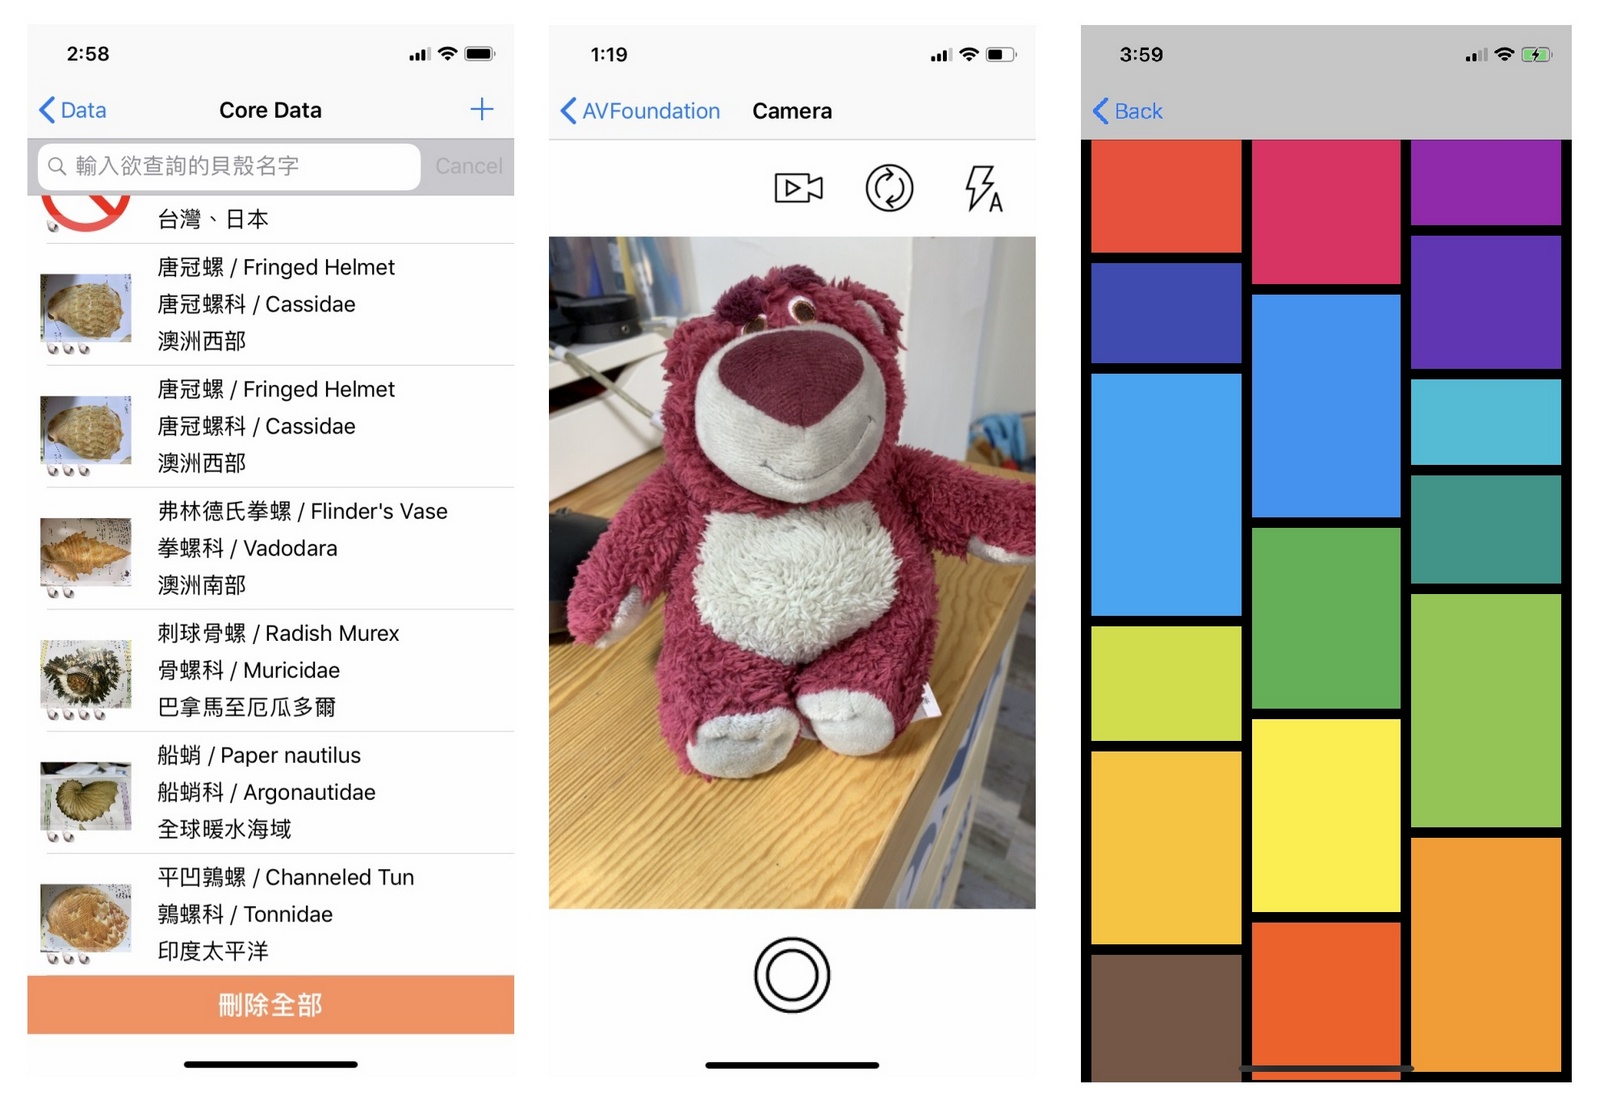 2:58
Data
Core Data
輸入欲查詢的貝殼名字
Cancel
台灣、日本
唐冠螺 / Fringed Helmet
唐冠螺科 / Cassidae
澳洲西部
唐冠螺 / Fringed Helmet
唐冠螺科 / Cassidae
澳洲西部
弗林德氏拳螺 / Flinder's Vase
拳螺科 / Vadodara
澳洲南部
刺球骨螺 / Radish Murex
骨螺科 / Muricidae
巴拿馬至厄瓜多爾
船蛸 / Paper nautilus
船蛸科 / Argonautidae
全球暖水海域
平凹鶉螺 / Channeled Tun
鶉螺科 / Tonnidae
印度太平洋
刪除全部
1:19
AVFoundation
Camera
A
3:59
Back